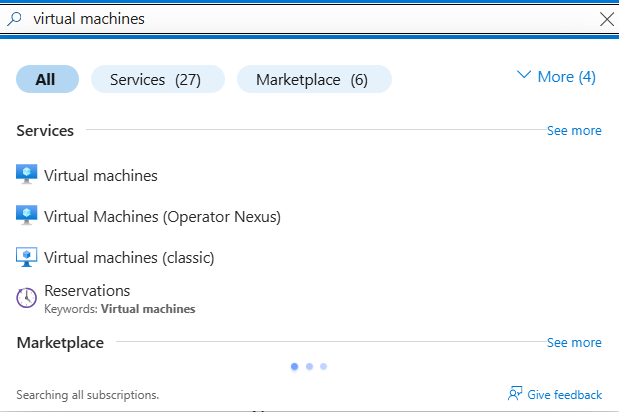 virtual machines
All Services (27) Marketplace (6) More (4)
Services See more
Virtual machines
Virtual Machines (Operator Nexus)
Virtual machines (classic)
Reservations
Keywords: Virtual machines
Marketplace See more
Searching all subscriptions. Give feedback